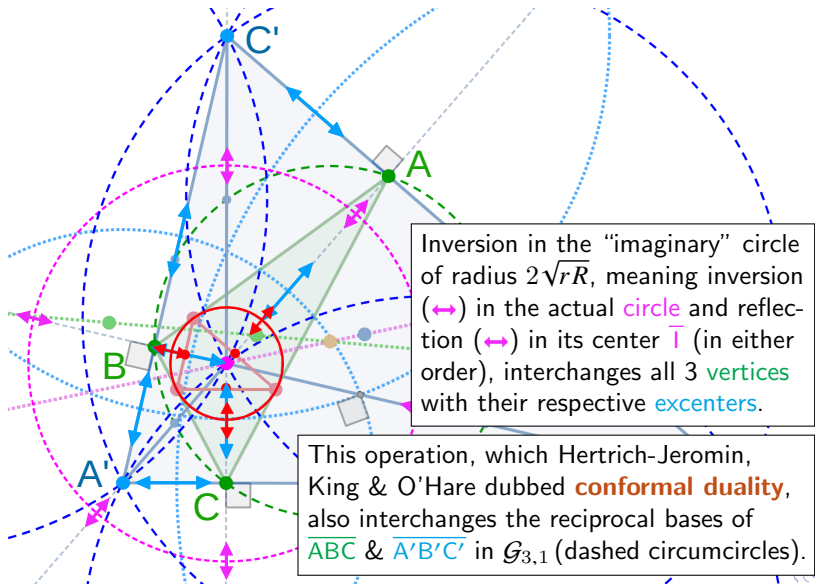 C'
A
Inversion in the “imaginary” circle
of radius 2√rR, meaning inversion
(↔) in the actual circle and reflec-
tion (↔) in its center I̅ (in either
order), interchanges all 3 vertices
with their respective excenters.
B
A'
C
This operation, which Hertrich-Jeromin,
King & O'Hare dubbed conformal duality,
also interchanges the reciprocal bases of
A̅B̅C̅ & A̅′B̅′C̅′ in 𝒢3,1 (dashed circumcircles).